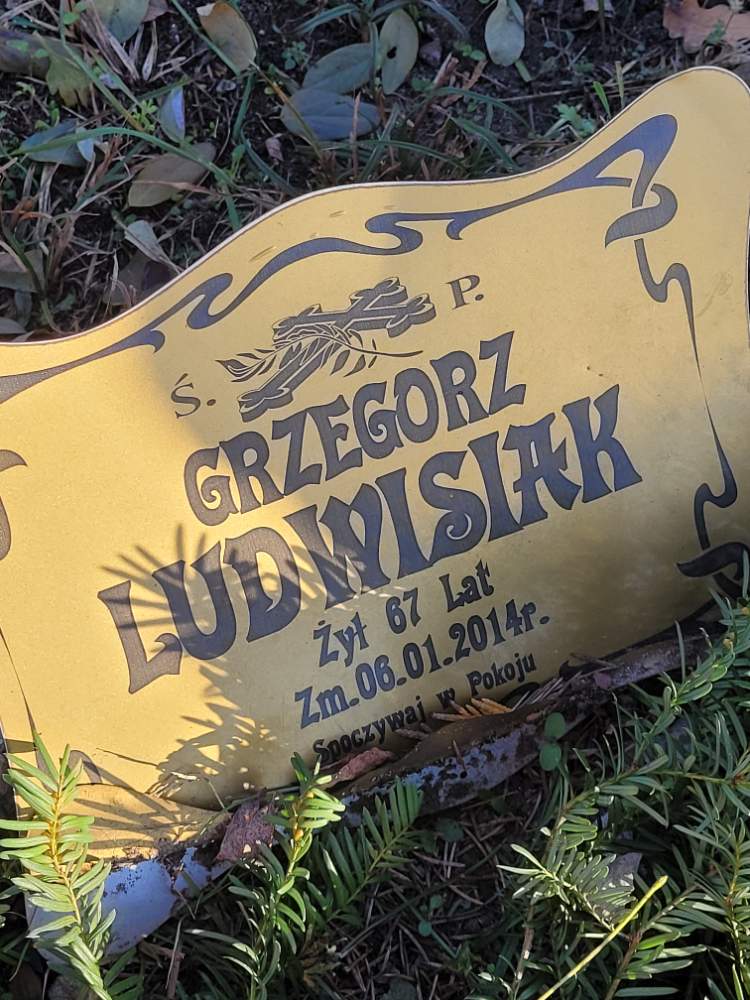 Ś. P.
GRZEGORZ
LUDWISIAK
Żył 67 Lat
Zm.06.01.2014r.
Spoczywaj w Pokoju